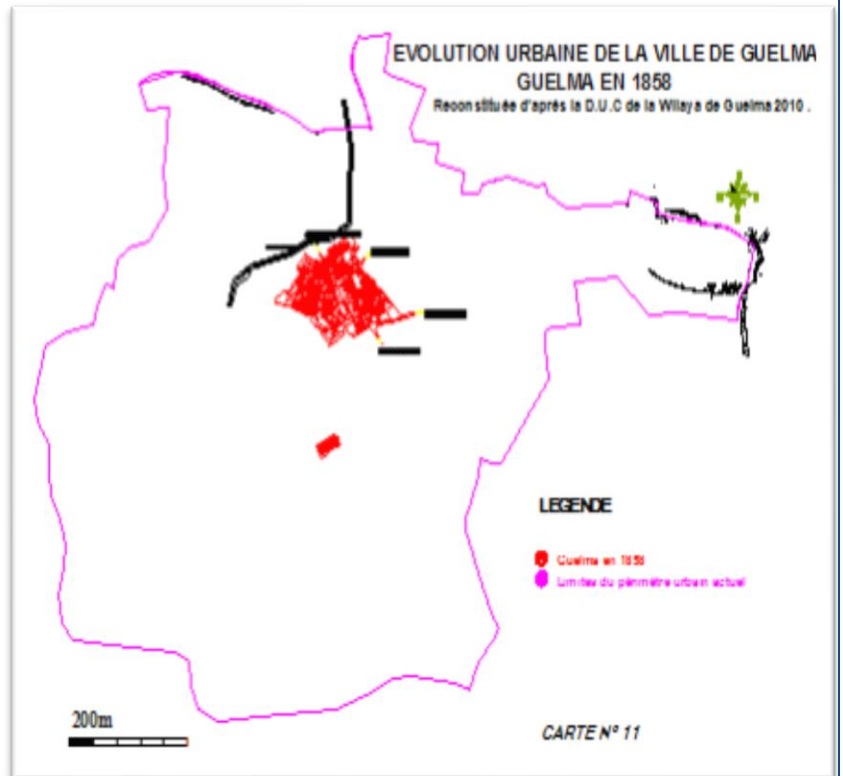 EVOLUTION URBAINE DE LA VILLE DE GUELMA
GUELMA EN 1858
Reconstituée d'après la D.U.C de la Wilaya de Guelma 2010 .
LEGENDE
Guelma en 1858
Limites du périmètre urbain actuel
200m
CARTE N° 11